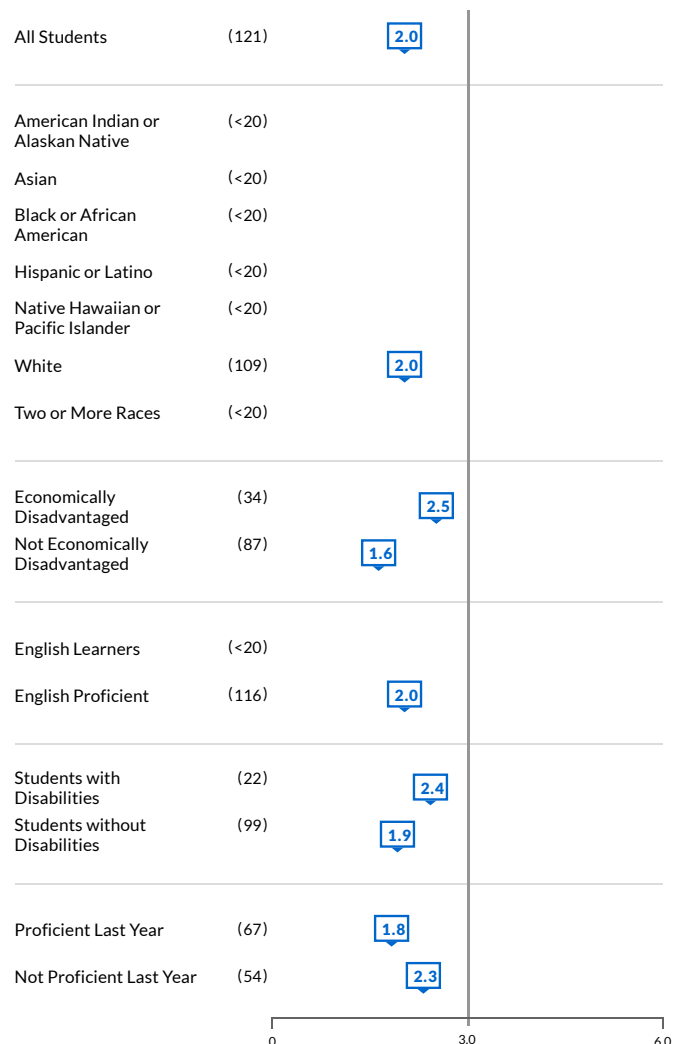 All Students (121) 2.0
American Indian or (<20)
Alaskan Native
Asian (<20)
Black or African (<20)
American
Hispanic or Latino (<20)
Native Hawaiian or (<20)
Pacific Islander
White (109) 2.0
Two or More Races (<20)
Economically (34) 2.5
Disadvantaged
Not Economically (87) 1.6
Disadvantaged
English Learners (<20)
English Proficient (116) 2.0
Students with (22) 2.4
Disabilities
Students without (99) 1.9
Disabilities
Proficient Last Year (67) 1.8
Not Proficient Last Year (54) 2.3
0 3.0 6.0